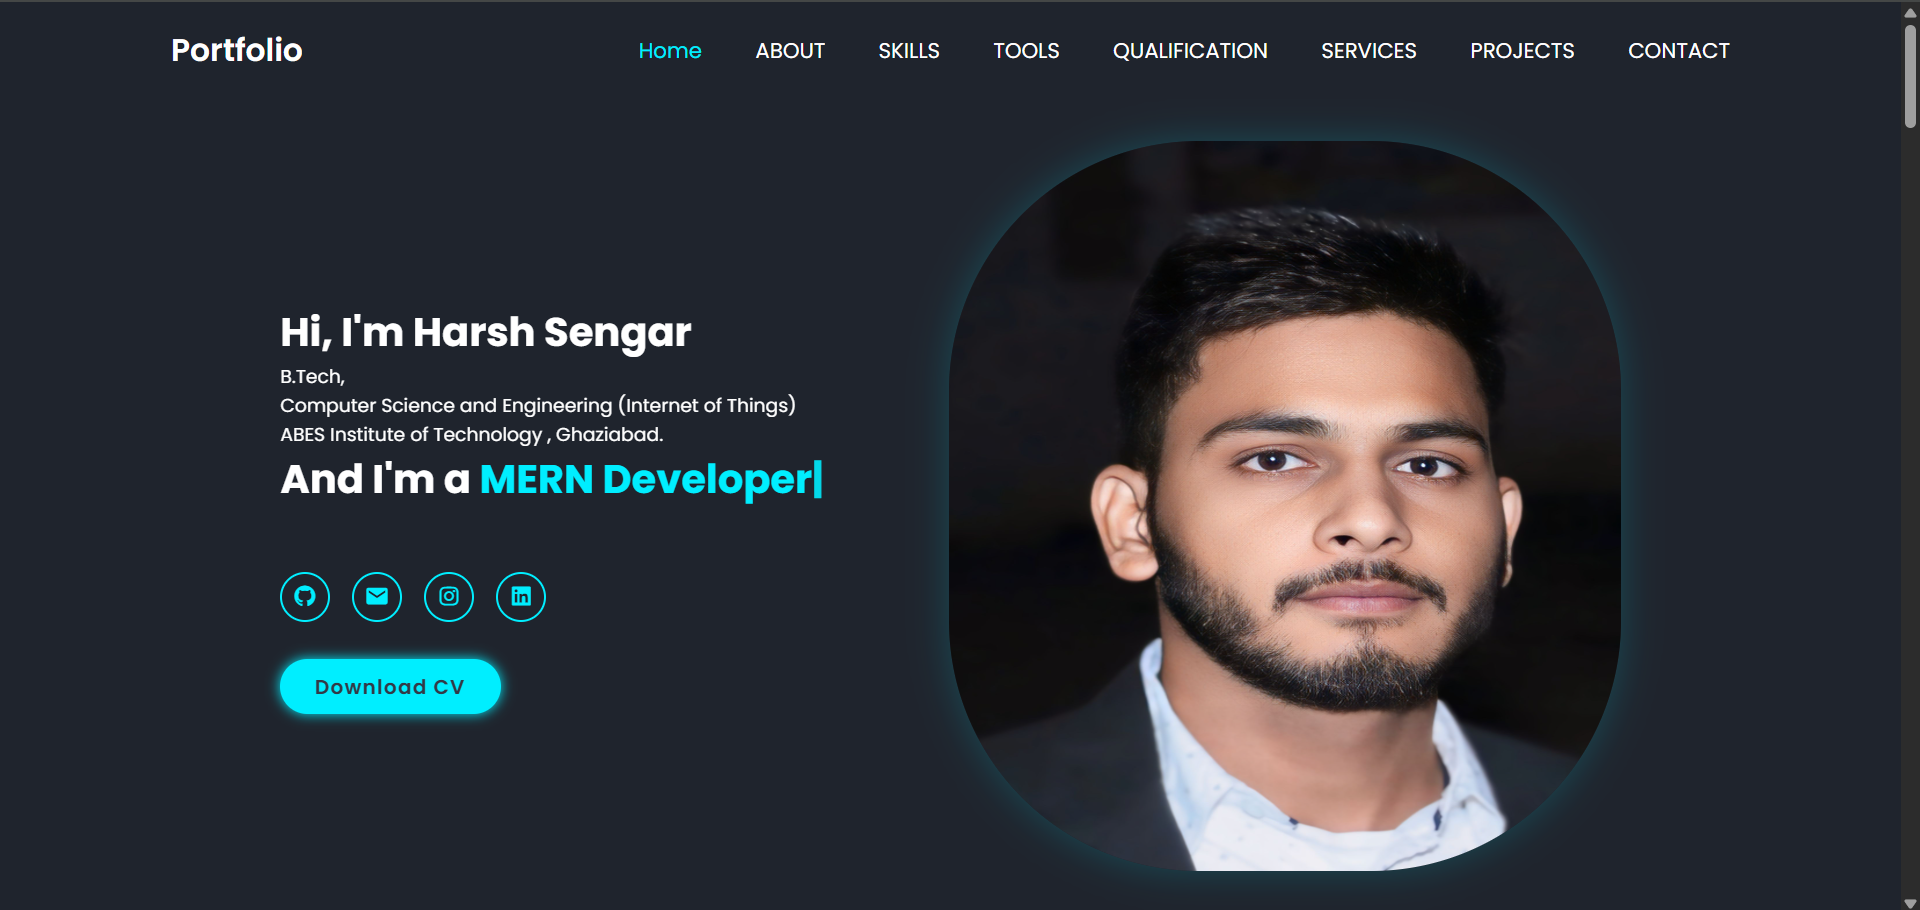 Portfolio
Home ABOUT SKILLS TOOLS QUALIFICATION SERVICES PROJECTS CONTACT
Hi, I'm Harsh Sengar
B.Tech,
Computer Science and Engineering (Internet of Things)
ABES Institute of Technology , Ghaziabad.
And I'm a MERN Developer|
Download CV